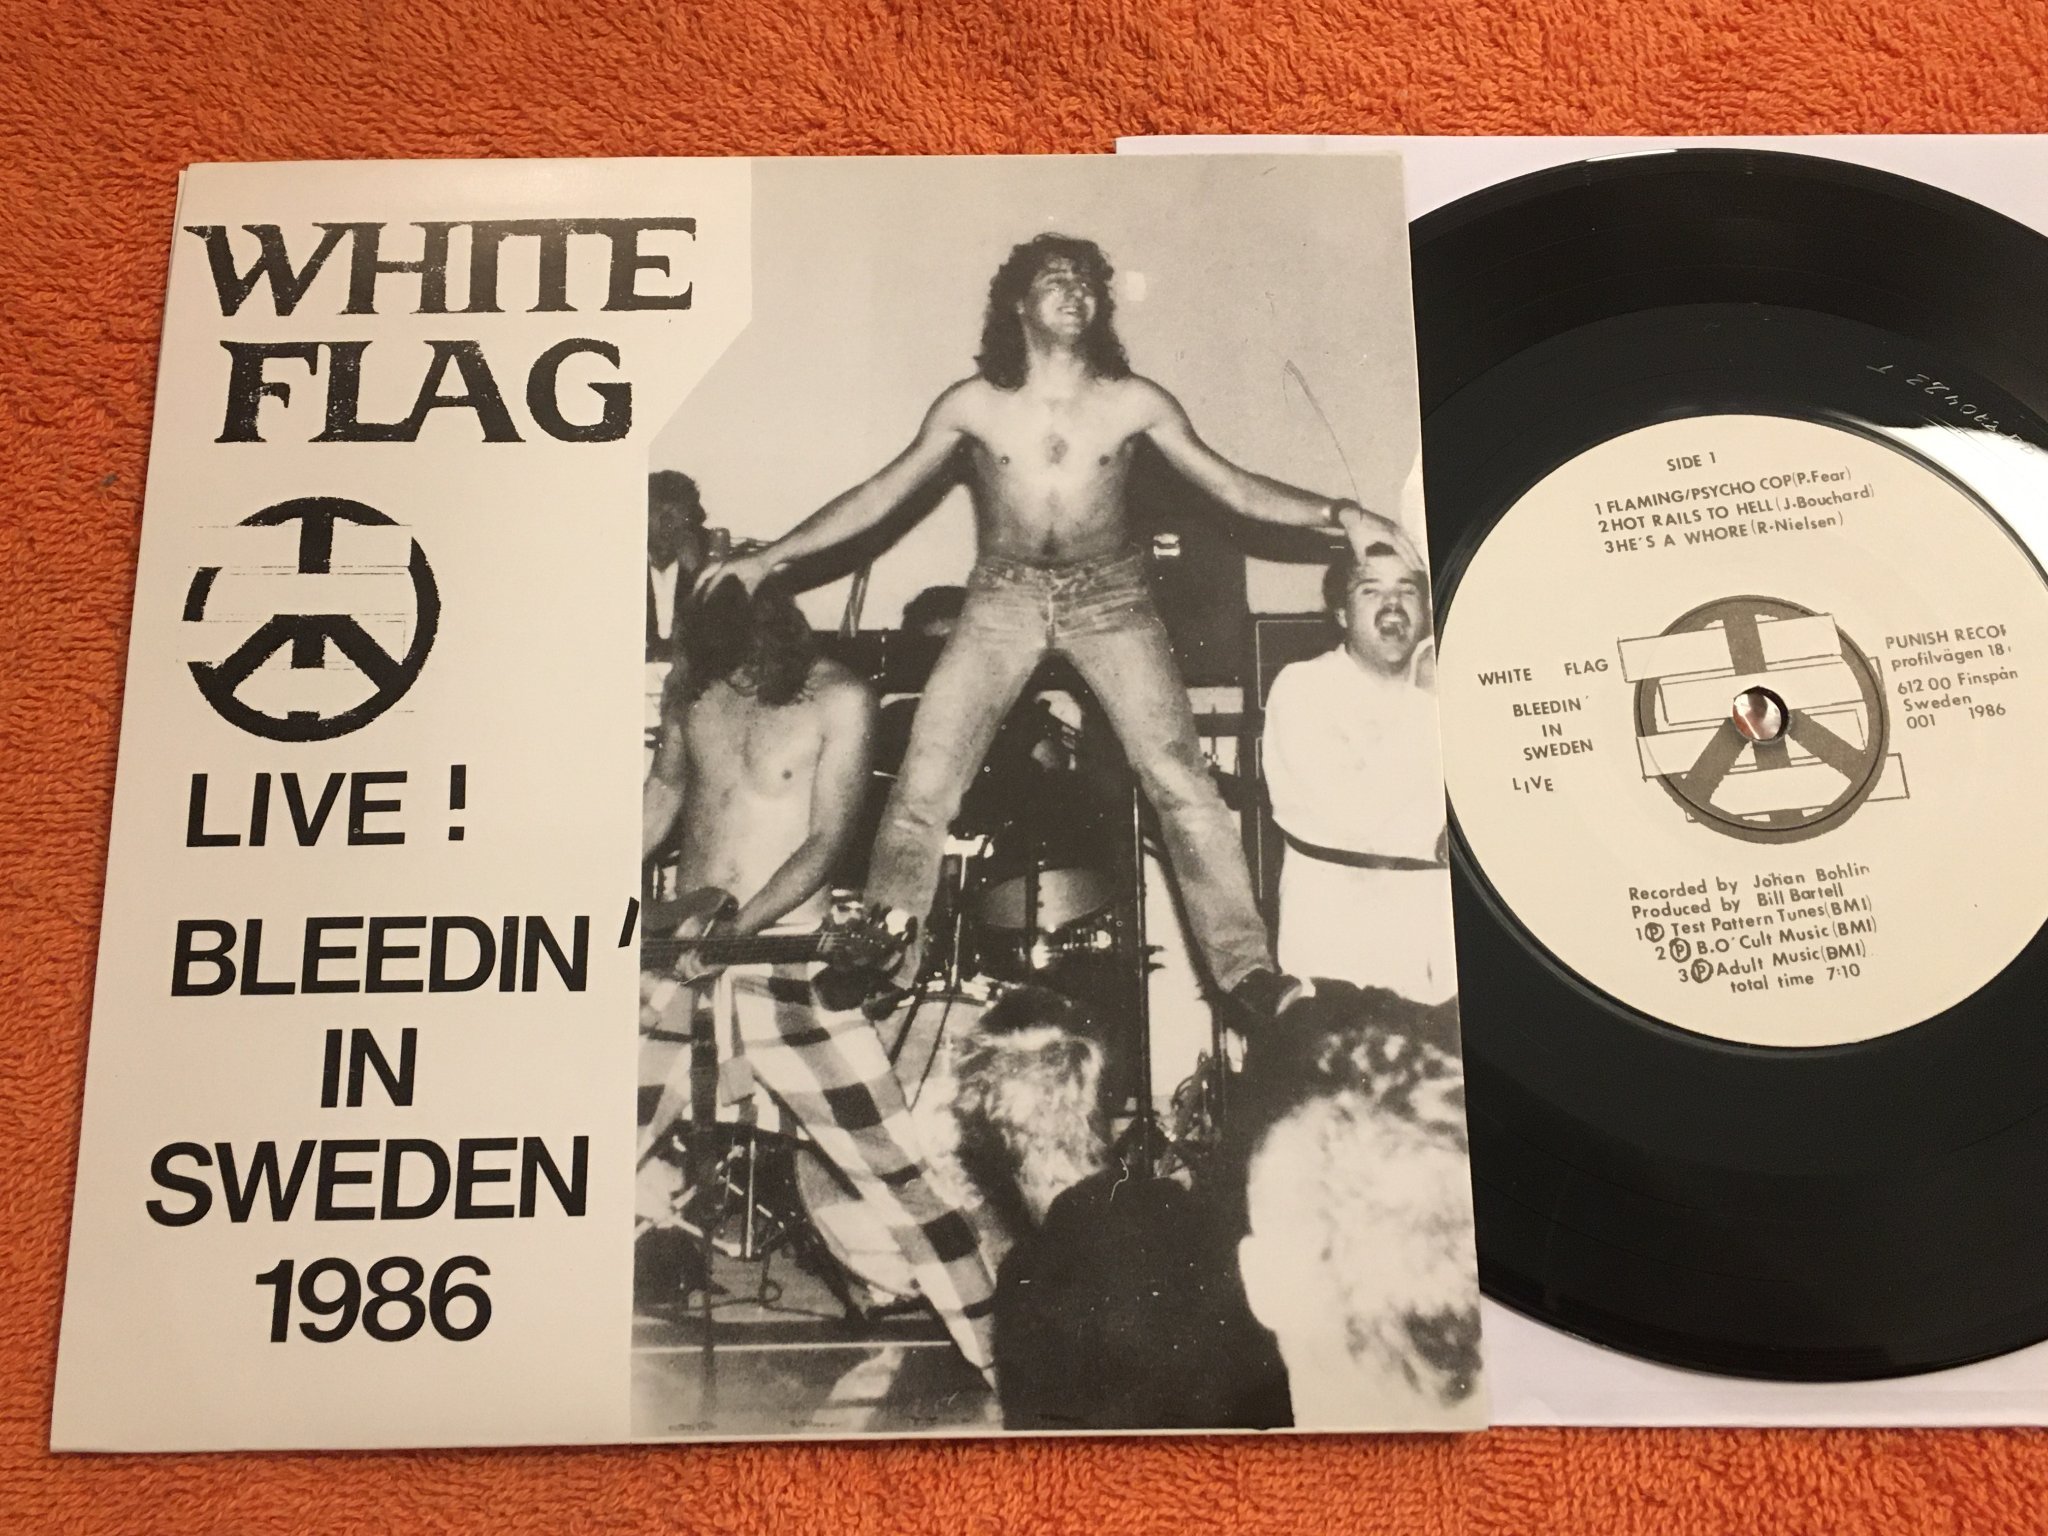 WHITE
FLAG
LIVE !
BLEEDIN'
IN
SWEDEN
1986
SIDE 1
1 FLAMING/PSYCHO COP(P.Fear)
2 HOT RAILS TO HELL(J.Bouchard)
3 HE'S A WHORE(R.Nielsen)
WHITE FLAG
BLEEDIN'
IN
SWEDEN
LIVE
PUNISH
profilvägen 18
612 00
Sweden
001 1986
Recorded by Johan Bohlin
Produced by Bill Bartell
1 Ⓟ Test Pattern Tunes(BMI)
2 Ⓟ B.O'Cult Music(BMI)
3 Ⓟ Adult Music(BMI)
total time 7:10